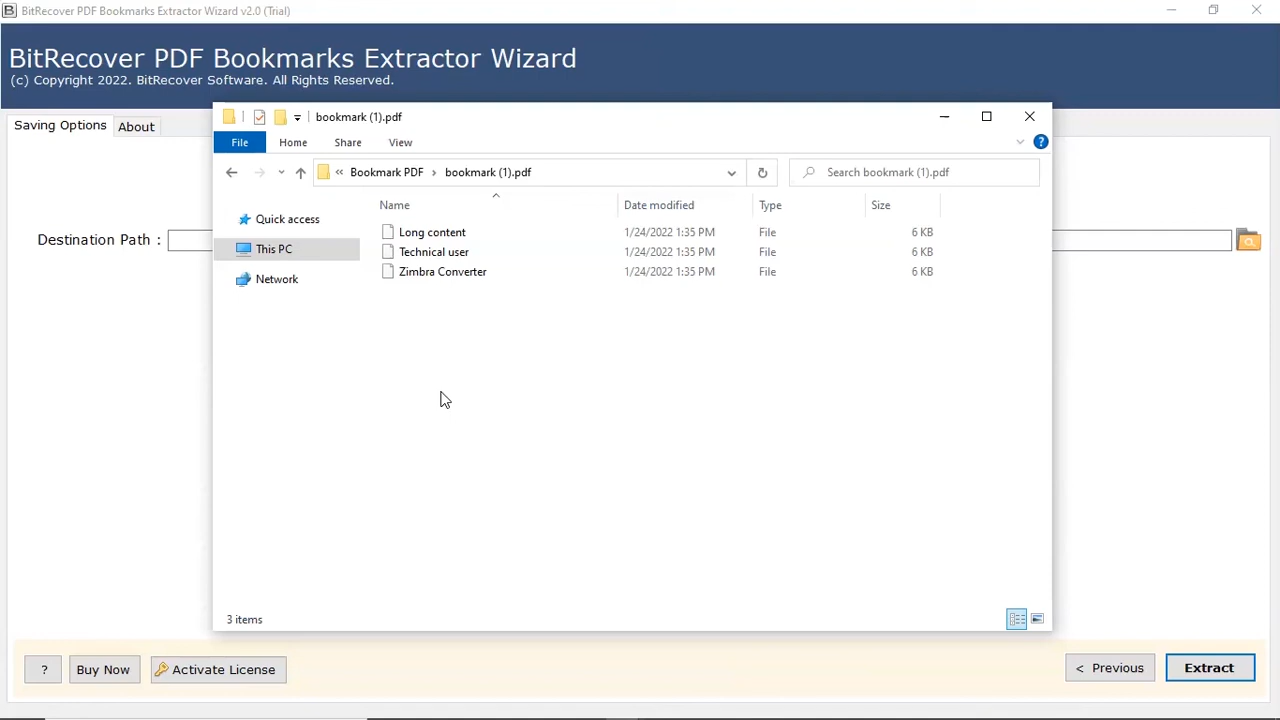 BitRecover PDF Bookmarks Extractor Wizard v2.0 (Trial)
BitRecover PDF Bookmarks Extractor Wizard
(c) Copyright 2022. BitRecover Software. All Rights Reserved.
Saving Options About
bookmark (1).pdf
File Home Share View
Bookmark PDF bookmark (1).pdf Search bookmark (1).pdf
Name Date modified Type Size
Quick access
This PC
Network
Long content 1/24/2022 1:35 PM File 6 KB
Technical user 1/24/2022 1:35 PM File 6 KB
Zimbra Converter 1/24/2022 1:35 PM File 6 KB
Destination Path :
3 items
? Buy Now Activate License < Previous Extract